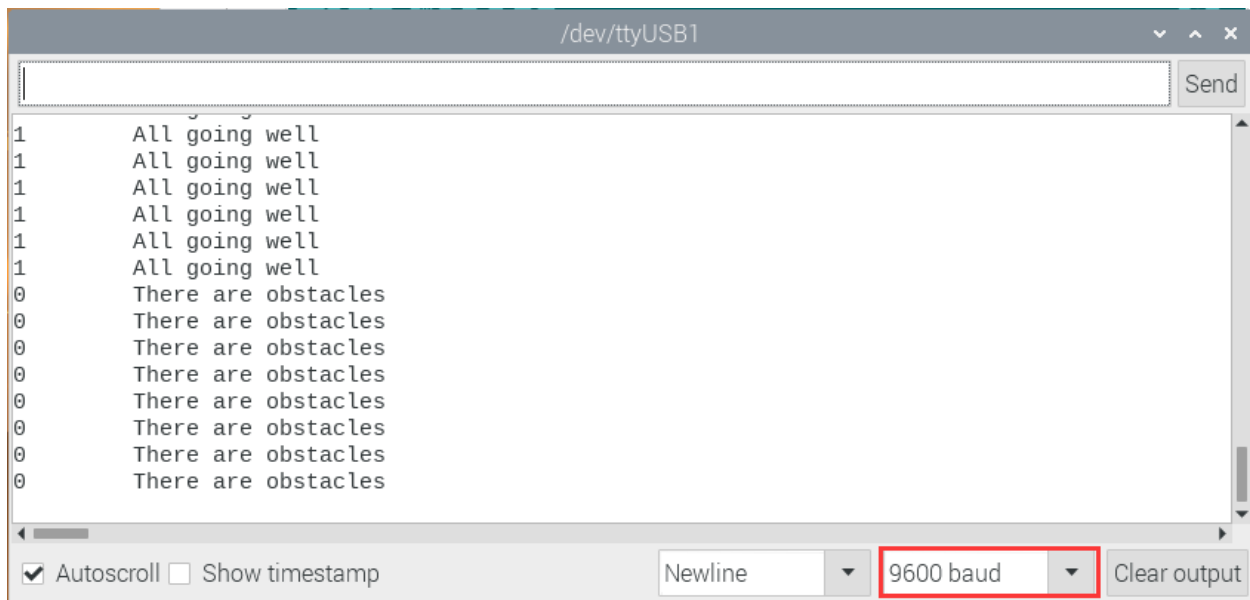 /dev/ttyUSB1
Send
1 All going well
1 All going well
1 All going well
1 All going well
1 All going well
1 All going well
0 There are obstacles
0 There are obstacles
0 There are obstacles
0 There are obstacles
0 There are obstacles
0 There are obstacles
0 There are obstacles
0 There are obstacles
Autoscroll Show timestamp Newline 9600 baud Clear output